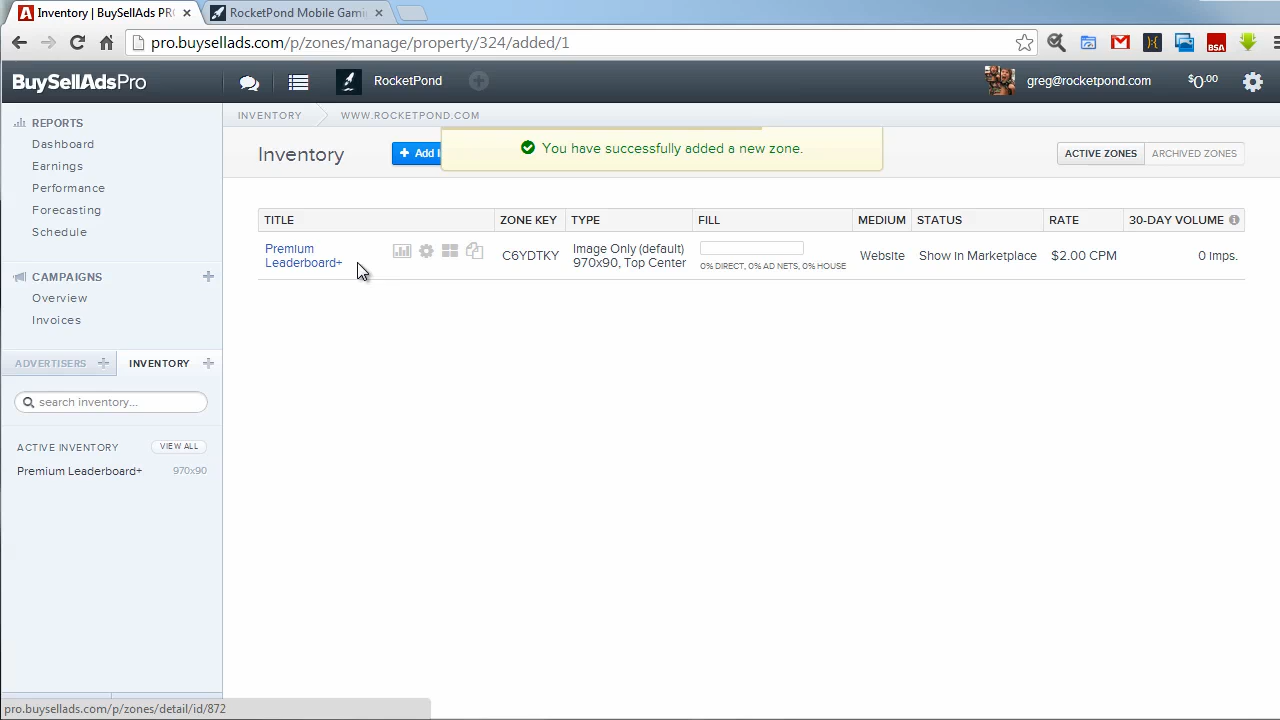 Inventory | BuySellAds PR
RocketPond Mobile Gami
pro.buysellads.com/p/zones/manage/property/324/added/1
BSA
BuySellAdsPro
RocketPond
greg@rocketpond.com
$0.00
REPORTS
Dashboard
Earnings
Performance
Forecasting
Schedule
CAMPAIGNS
Overview
Invoices
ADVERTISERS
INVENTORY
search inventory...
ACTIVE INVENTORY
VIEW ALL
Premium Leaderboard+ 970x90
INVENTORY
WWW.ROCKETPOND.COM
Inventory
+ Add I
You have successfully added a new zone.
ACTIVE ZONES
ARCHIVED ZONES
TITLE ZONE KEY TYPE FILL MEDIUM STATUS RATE 30-DAY VOLUME
Premium
Leaderboard+
C6YDTKY
Image Only (default)
970x90, Top Center
0% DIRECT, 0% AD NETS, 0% HOUSE
Website
Show in Marketplace
$2.00 CPM
0 imps.
pro.buysellads.com/p/zones/detail/id/872